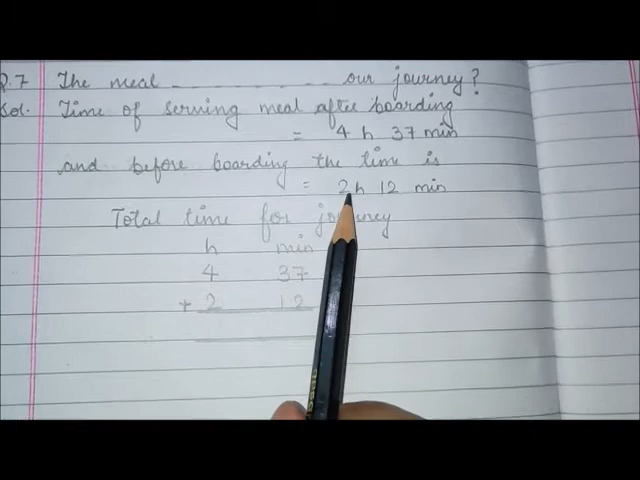 Q.7 The meal _ _ _ _ _ _ _ _ our journey?
Sol. Time of serving meal after boarding
= 4 h 37 min
and before boarding the time is
= 2h 12 min
Total time for journey
h min
4 37
+ 2 12